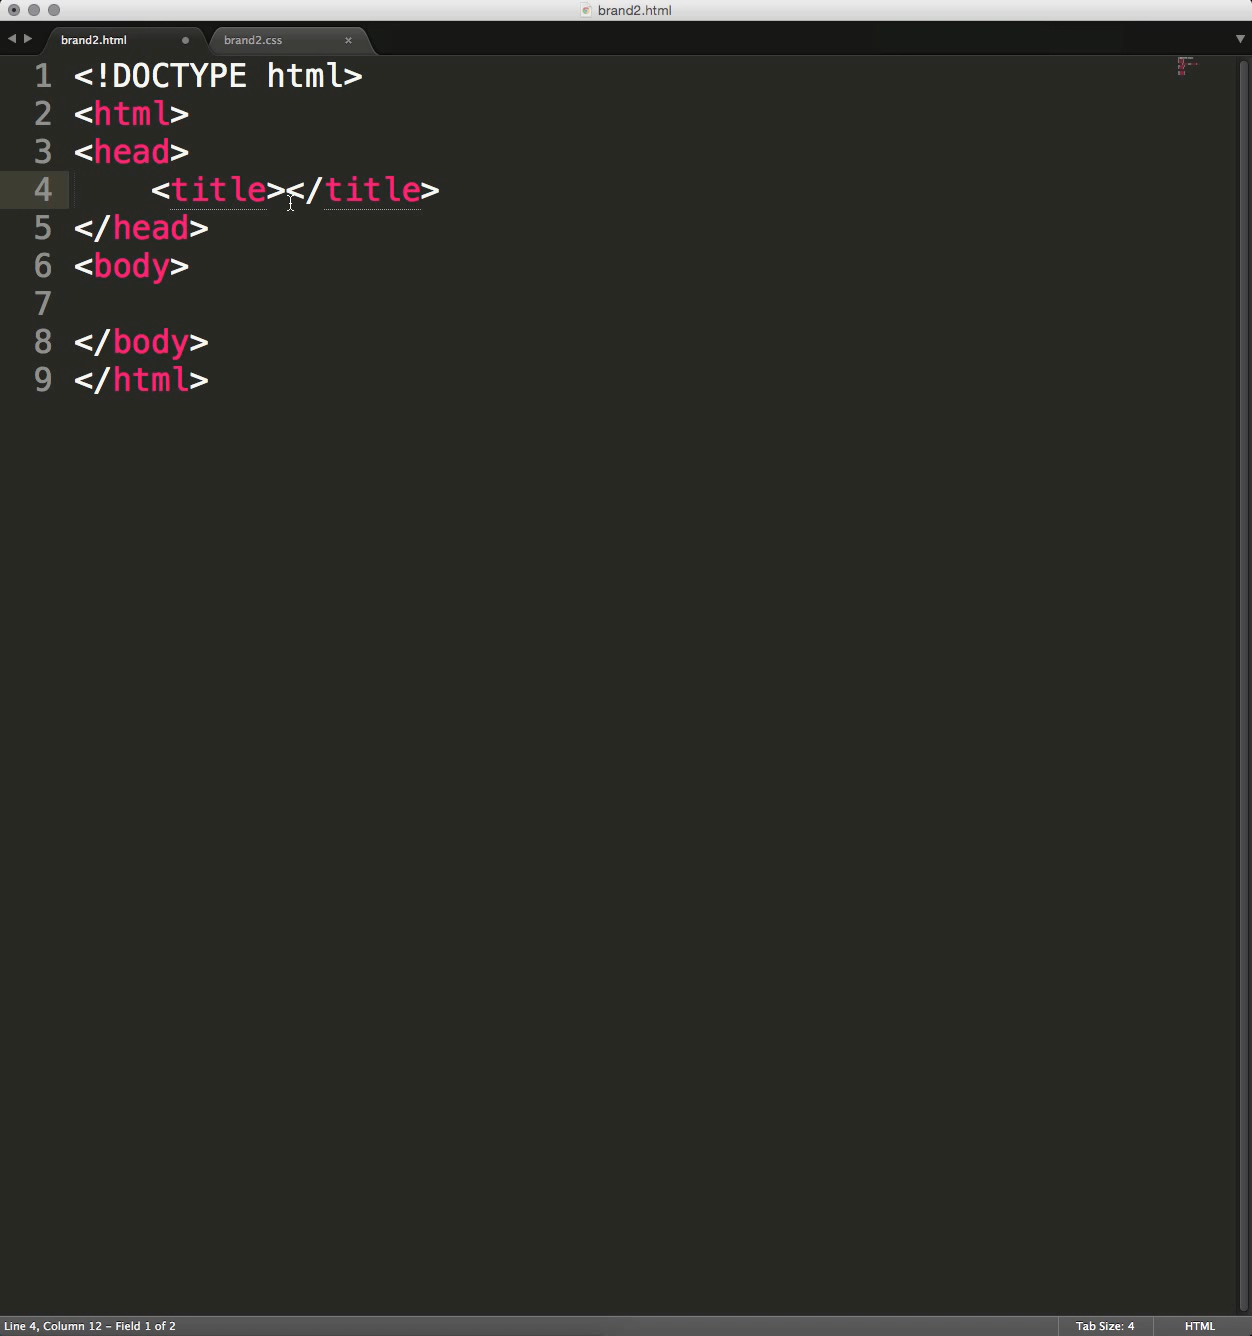 brand2.html
brand2.html brand2.css
1 <!DOCTYPE html>
2 <html>
3 <head>
4     <title></title>
5 </head>
6 <body>
7
8 </body>
9 </html>
Line 4, Column 12 – Field 1 of 2 Tab Size: 4 HTML